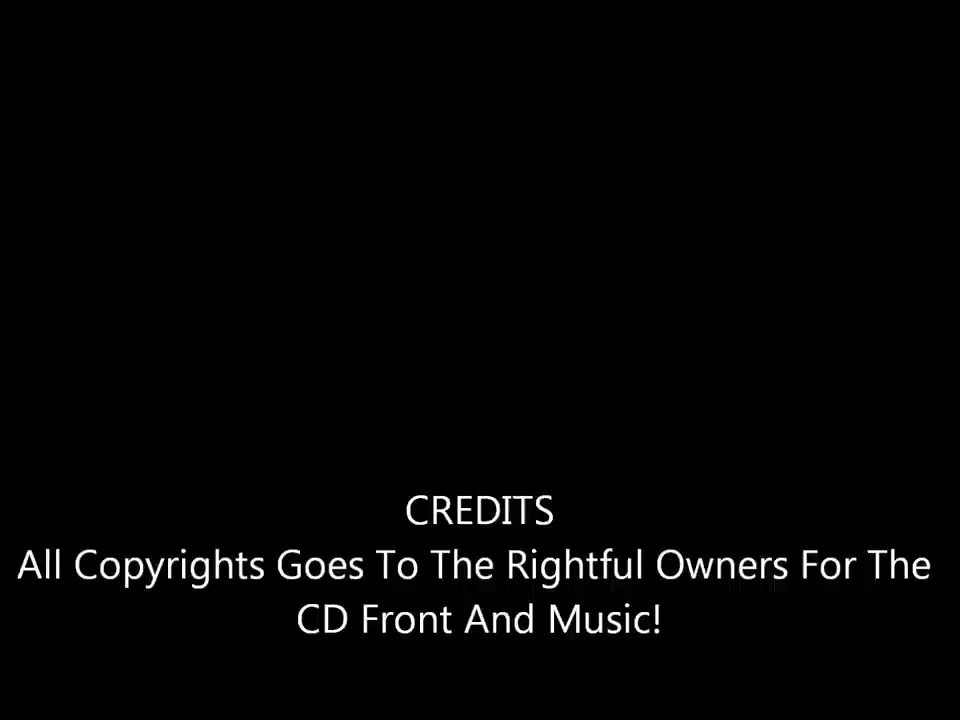 CREDITS
All Copyrights Goes To The Rightful Owners For The
CD Front And Music!